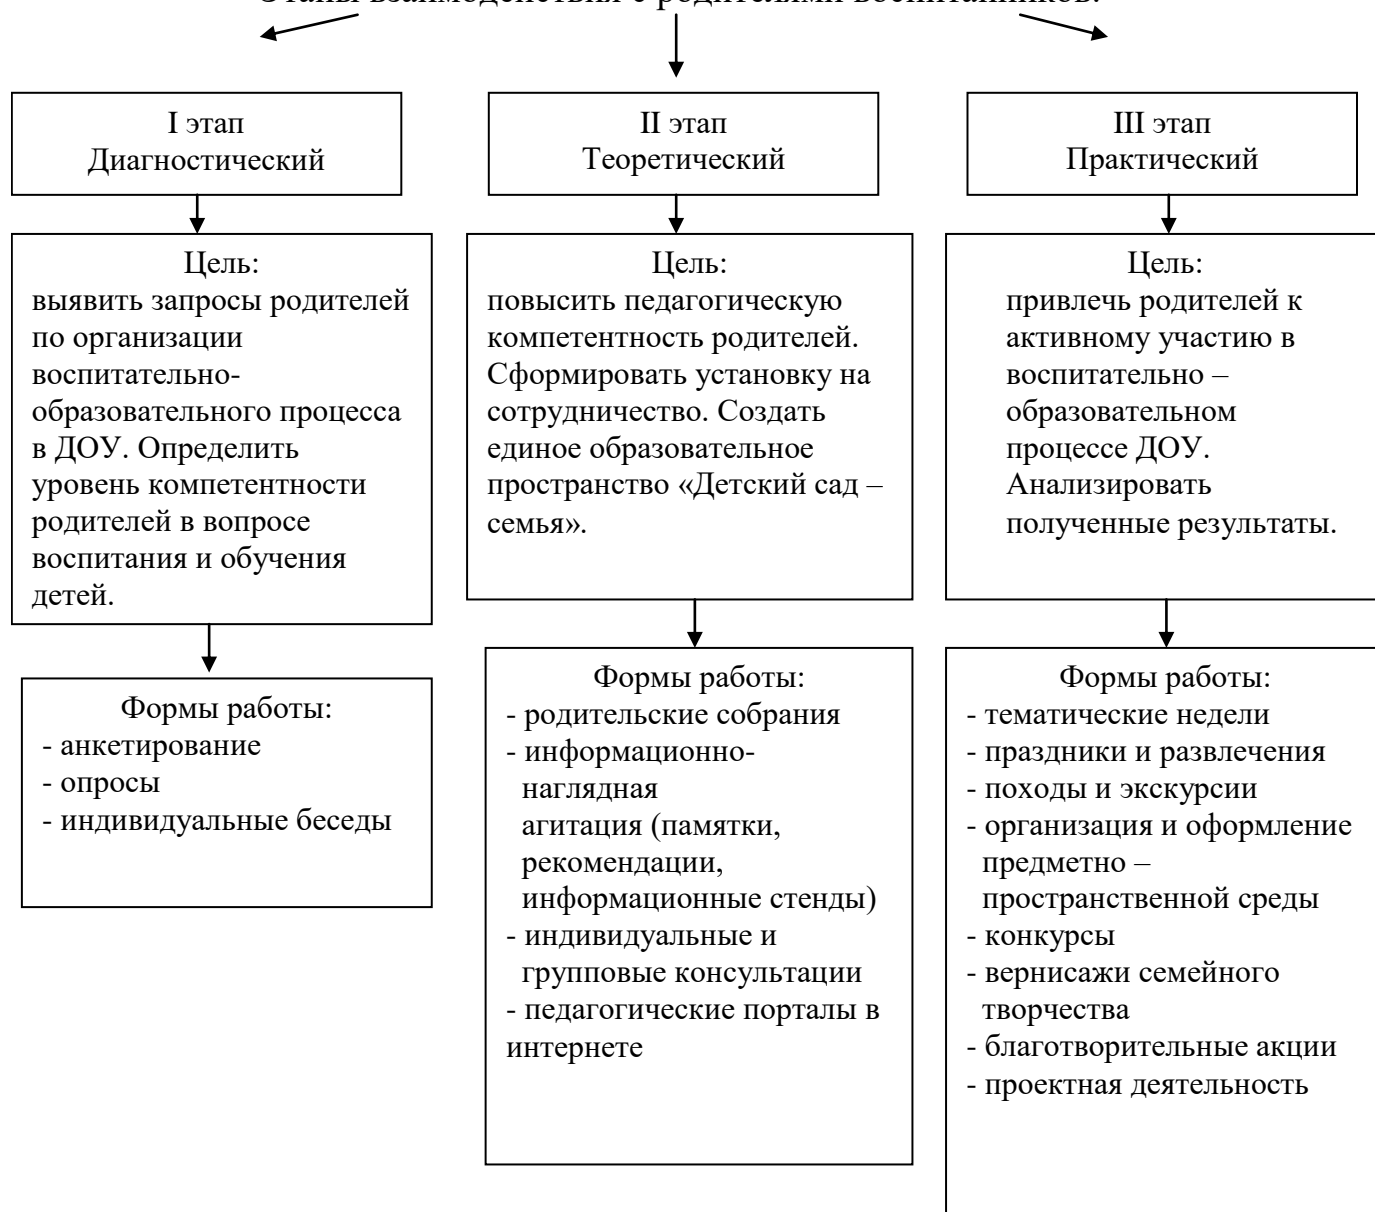 Этапы взаимодействия с родителями воспитанников.
I этап
Диагностический
II этап
Теоретический
III этап
Практический
Цель:
выявить запросы родителей
по организации
воспитательно-
образовательного процесса
в ДОУ. Определить
уровень компетентности
родителей в вопросе
воспитания и обучения
детей.
Цель:
повысить педагогическую
компетентность родителей.
Сформировать установку на
сотрудничество. Создать
единое образовательное
пространство «Детский сад –
семья».
Цель:
привлечь родителей к
активному участию в
воспитательно –
образовательном
процессе ДОУ.
Анализировать
полученные результаты.
Формы работы:
- анкетирование
- опросы
- индивидуальные беседы
Формы работы:
- родительские собрания
- информационно-
наглядная
агитация (памятки,
рекомендации,
информационные стенды)
- индивидуальные и
групповые консультации
- педагогические порталы в
интернете
Формы работы:
- тематические недели
- праздники и развлечения
- походы и экскурсии
- организация и оформление
предметно –
пространственной среды
- конкурсы
- вернисажи семейного
творчества
- благотворительные акции
- проектная деятельность